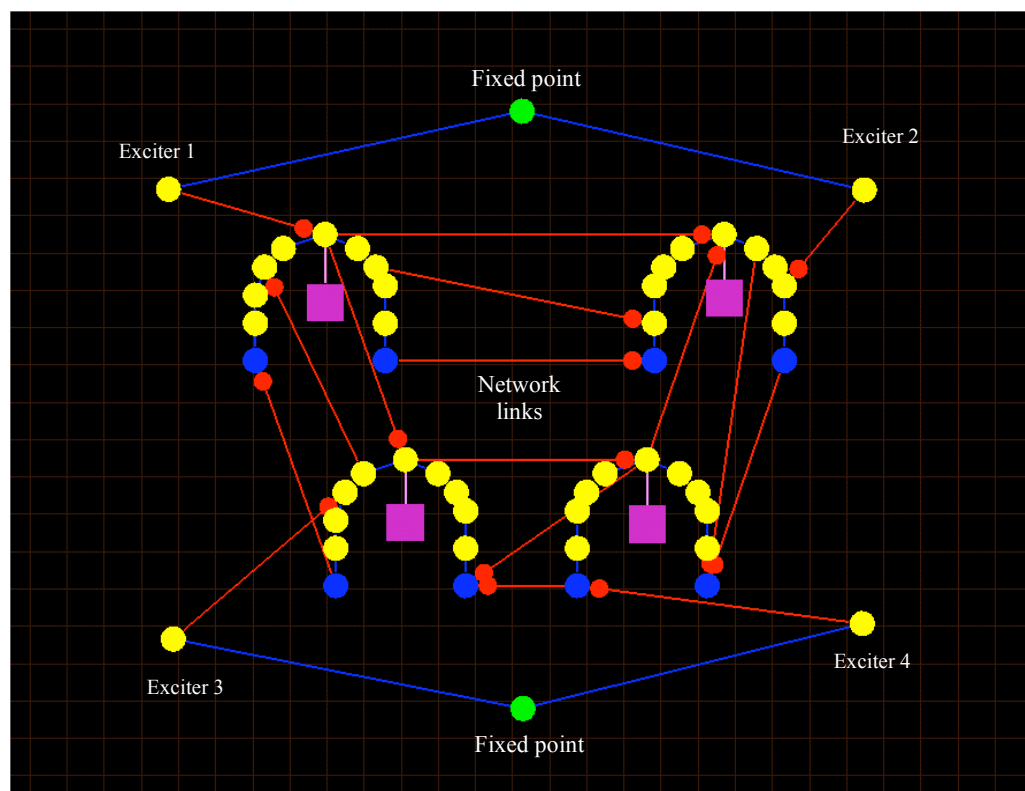 Fixed point
Exciter 1
Exciter 2
Network
links
Exciter 3
Exciter 4
Fixed point